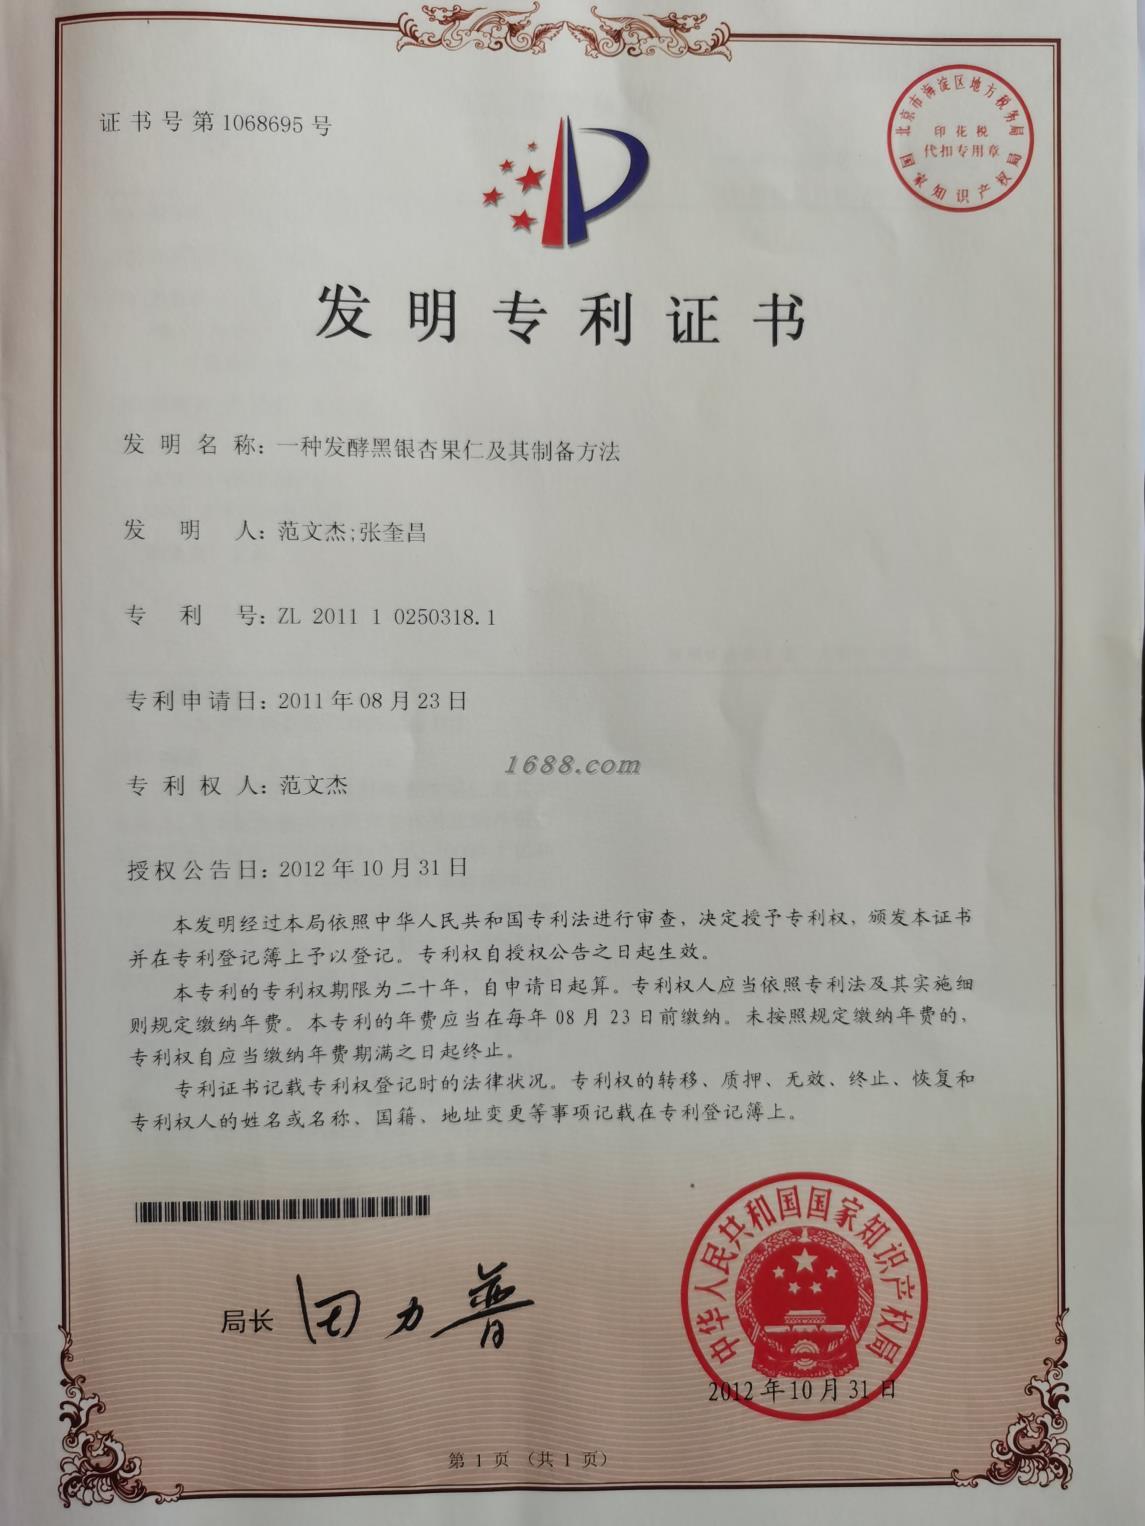 证书号第1068695号
北京市海淀区地方税务局
印花税
代扣专用章
国家知识产权局
发明专利证书
发明名称：一种发酵黑银杏果仁及其制备方法
发明人：范文杰;张奎昌
专利号：ZL 2011 1 0250318.1
专利申请日：2011年08月23日
1688.com
专利权人：范文杰
授权公告日：2012年10月31日
本发明经过本局依照中华人民共和国专利法进行审查，决定授予专利权，颁发本证书
并在专利登记簿上予以登记。专利权自授权公告之日起生效。
本专利的专利权期限为二十年，自申请日起算。专利权人应当依照专利法及其实施细
则规定缴纳年费。本专利的年费应当在每年08月23日前缴纳。未按照规定缴纳年费的，
专利权自应当缴纳年费期满之日起终止。
专利证书记载专利权登记时的法律状况。专利权的转移、质押、无效、终止、恢复和
专利权人的姓名或名称、国籍、地址变更等事项记载在专利登记簿上。
局长 田力普
中华人民共和国国家知识产权局
2012年10月31日
第1页（共1页）